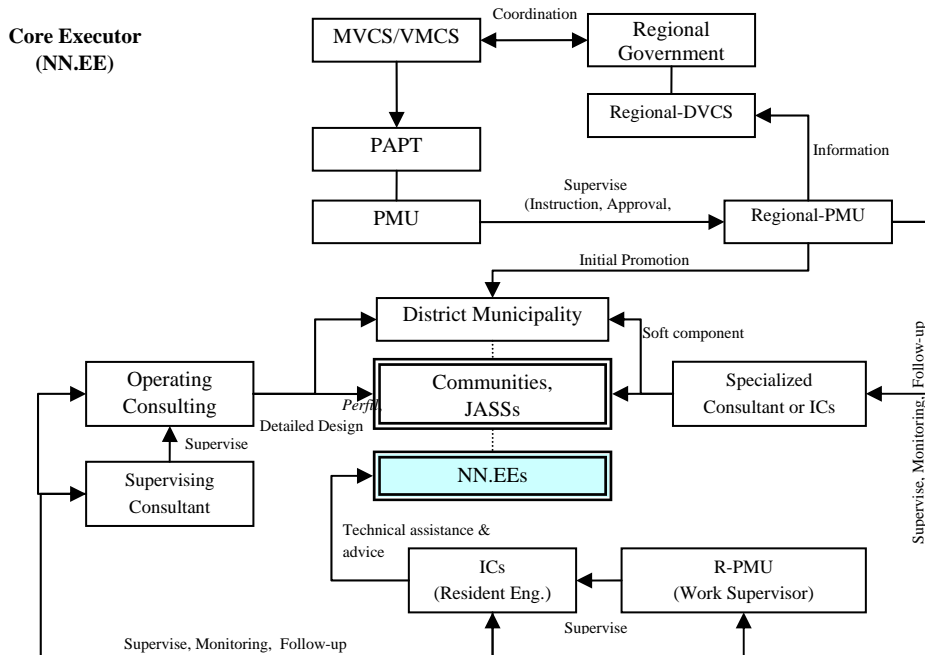 Core Executor
(NN.EE)
MVCS/VMCS
Coordination
Regional
Government
Regional-DVCS
PAPT
Information
PMU
Supervise
(Instruction, Approval,
Regional-PMU
Initial Promotion
District Municipality
Soft component
Operating
Consulting
Perfil,
Detailed Design
Communities,
JASSs
Specialized
Consultant or ICs
Supervise, Monitoring, Follow-up
Supervise
Supervising
Consultant
NN.EEs
Technical assistance &
advice
ICs
(Resident Eng.)
R-PMU
(Work Supervisor)
Supervise
Supervise, Monitoring, Follow-up